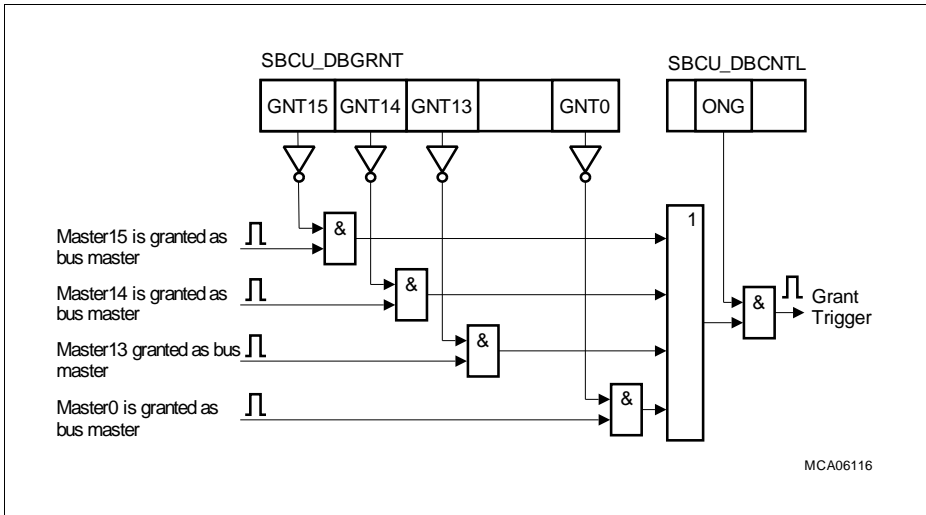 SBCU_DBGRNT
SBCU_DBCNTL
GNT15 GNT14 GNT13 GNT0
ONG
Master15 is granted as
bus master
&
1
Master14 is granted as
bus master
&
&
Grant
Trigger
Master13 granted as bus
master
&
Master0 is granted as
bus master
&
MCA06116